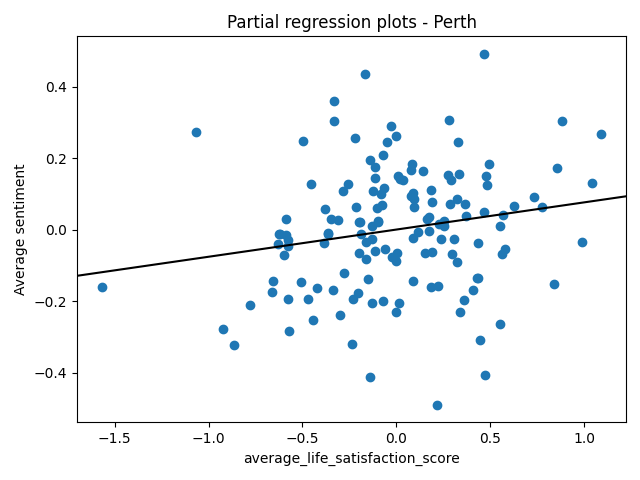 Partial regression plots - Perth
Average sentiment
0.4
0.2
0.0
−0.2
−0.4
−1.5 −1.0 −0.5 0.0 0.5 1.0
average_life_satisfaction_score